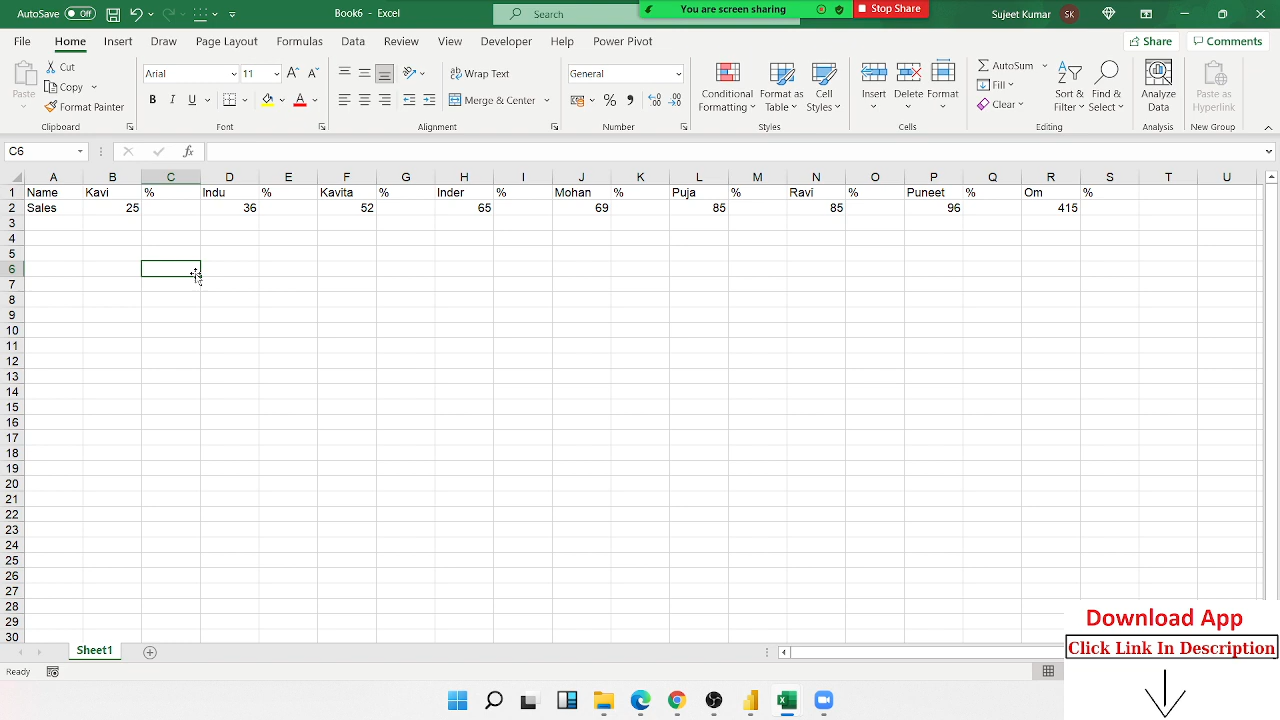 AutoSave Off Book6 - Excel Search You are screen sharing Stop Share Sujeet Kumar SK
File Home Insert Draw Page Layout Formulas Data Review View Developer Help Power Pivot Share Comments
Paste Cut Copy Format Painter Clipboard
Arial 11 B I U A Font
Wrap Text Merge & Center Alignment
General % Number
Conditional Formatting Format as Table Cell Styles Styles
Insert Delete Format Cells
AutoSum Fill Clear Sort & Filter Find & Select Editing
Analyze Data Analysis
Paste as Hyperlink New Group
C6 fx
A B C D E F G H I J K L M N O P Q R S T U
1 Name Kavi % Indu % Kavita % Inder % Mohan % Puja % Ravi % Puneet % Om %
2 Sales 25 36 52 65 69 85 85 96 415
3
4
5
6
7
8
9
10
11
12
13
14
15
16
17
18
19
20
21
22
23
24
25
26
27
28
29
30
Sheet1
Ready
Download App
Click Link In Description